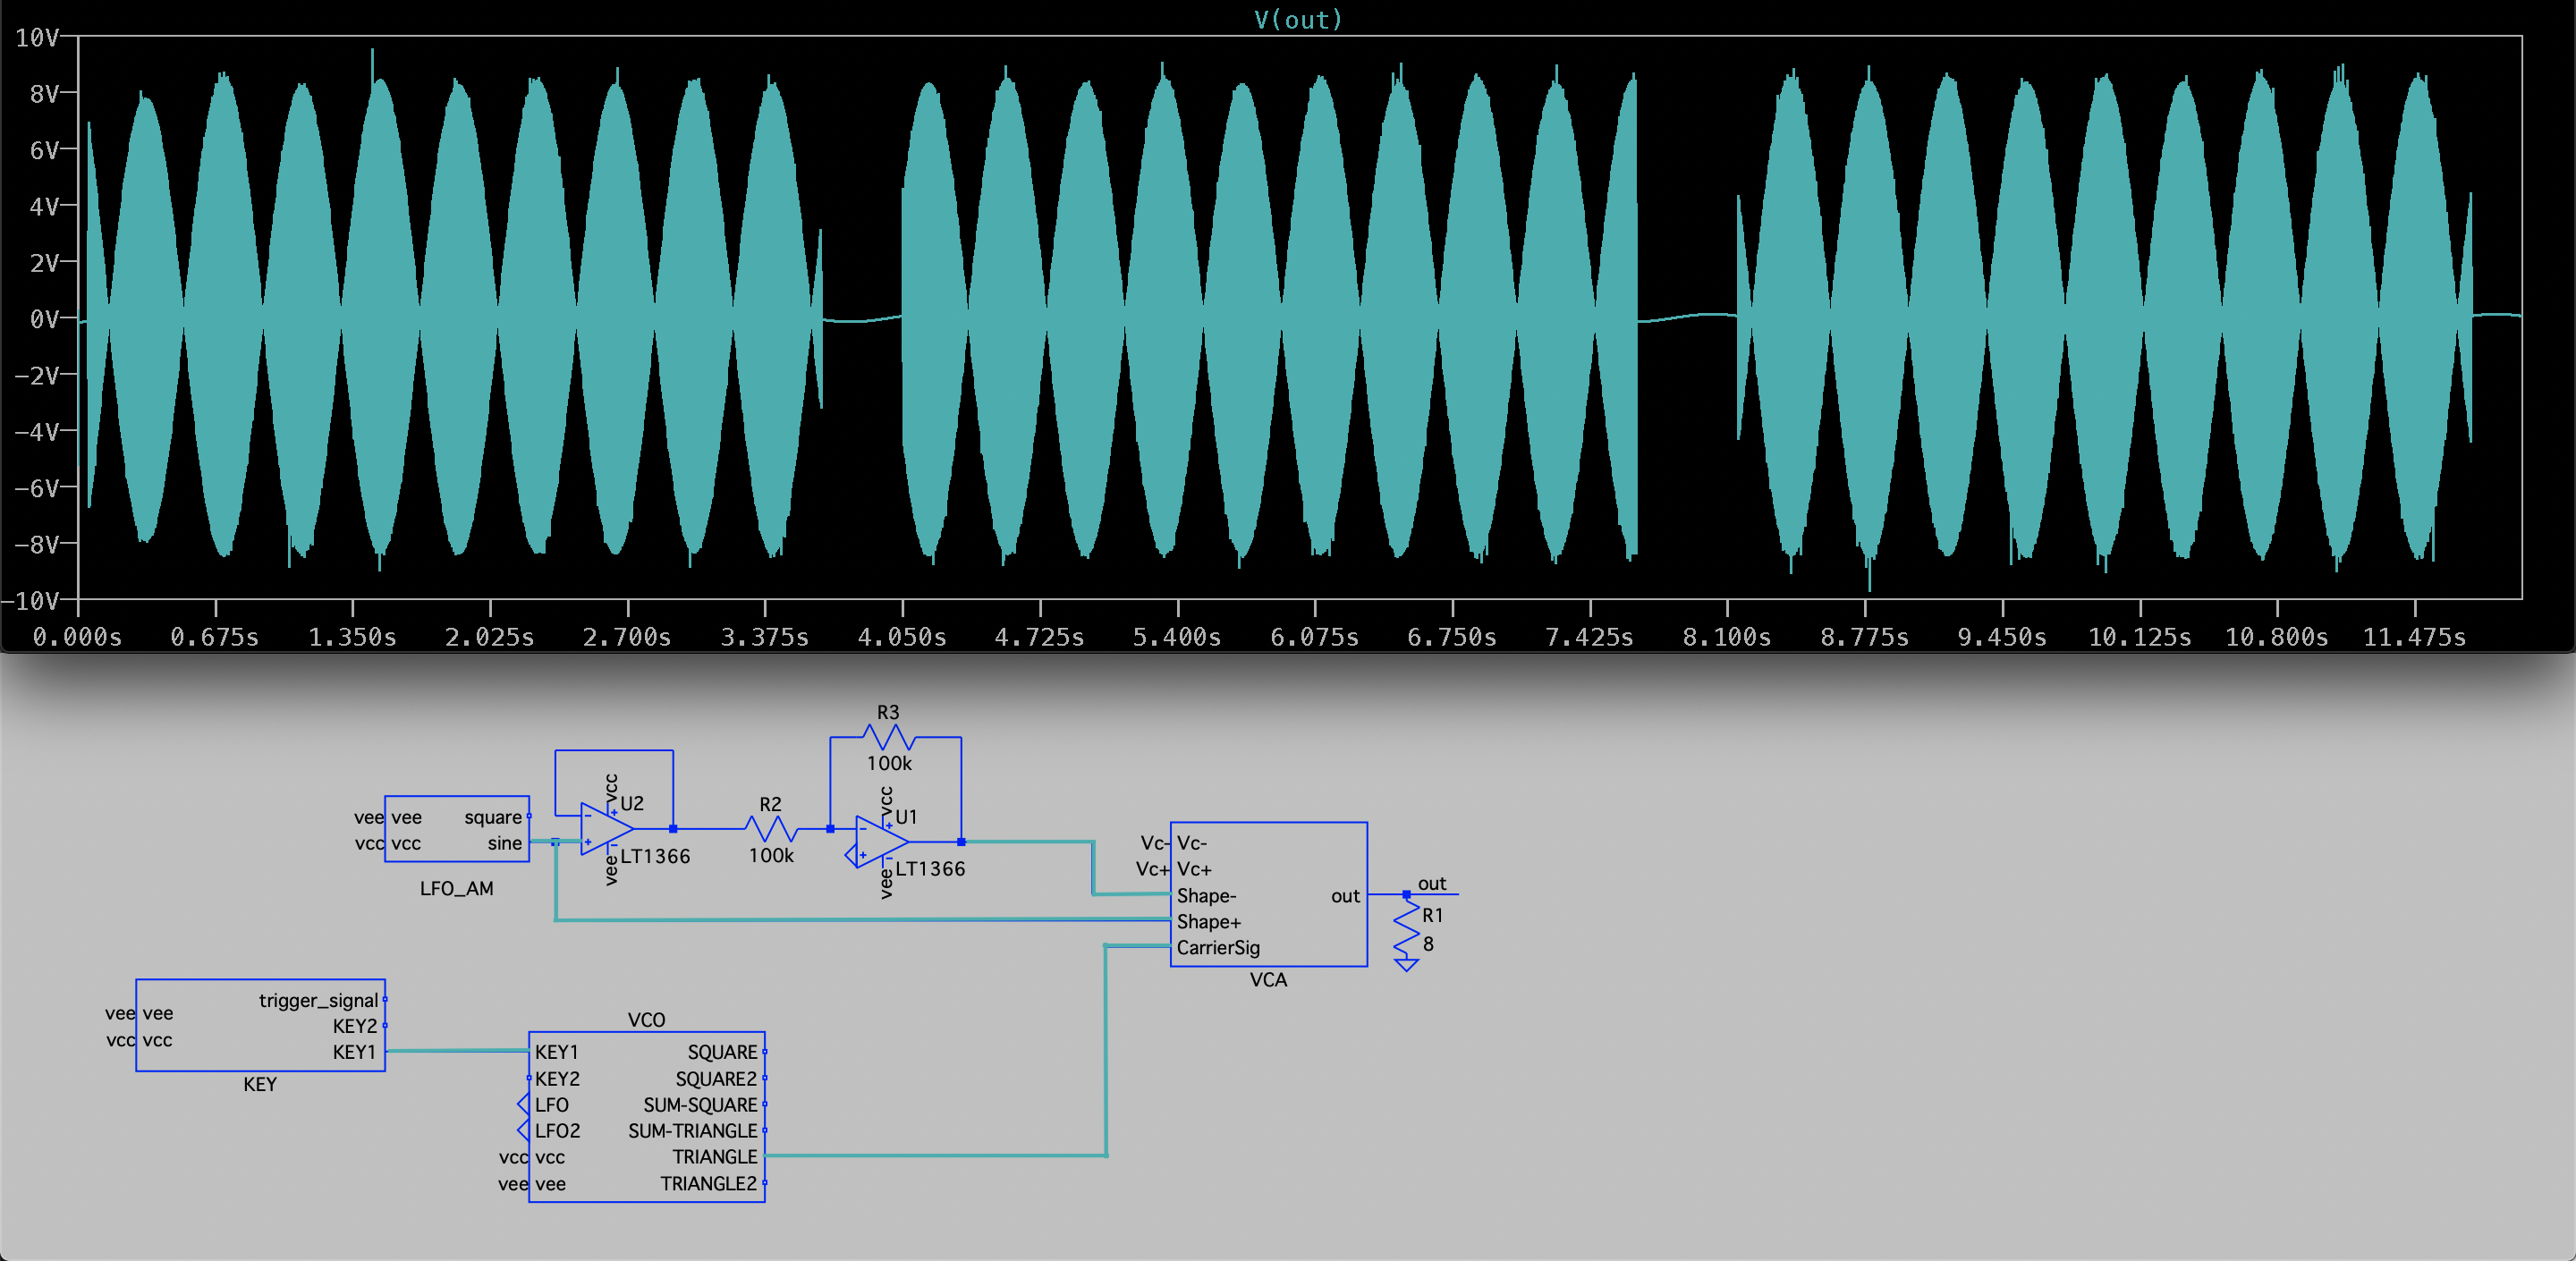 V(out)
10V
8V
6V
4V
2V
0V
−2V
−4V
−6V
−8V
−10V
0.000s 0.675s 1.350s 2.025s 2.700s 3.375s 4.050s 4.725s 5.400s 6.075s 6.750s 7.425s 8.100s 8.775s 9.450s 10.125s 10.800s 11.475s
R3
100k
vcc
U2
vcc
U1
R2
100k
LT1366
vee
LT1366
vee
vee vee square
vcc vcc sine
LFO_AM
Vc- Vc-
Vc+ Vc+
Shape- out
Shape+
CarrierSig
VCA
out
R1
8
trigger_signal
vee vee
KEY2
vcc vcc
KEY1
KEY
VCO
KEY1 SQUARE
KEY2 SQUARE2
LFO SUM-SQUARE
LFO2 SUM-TRIANGLE
vcc vcc TRIANGLE
vee vee TRIANGLE2